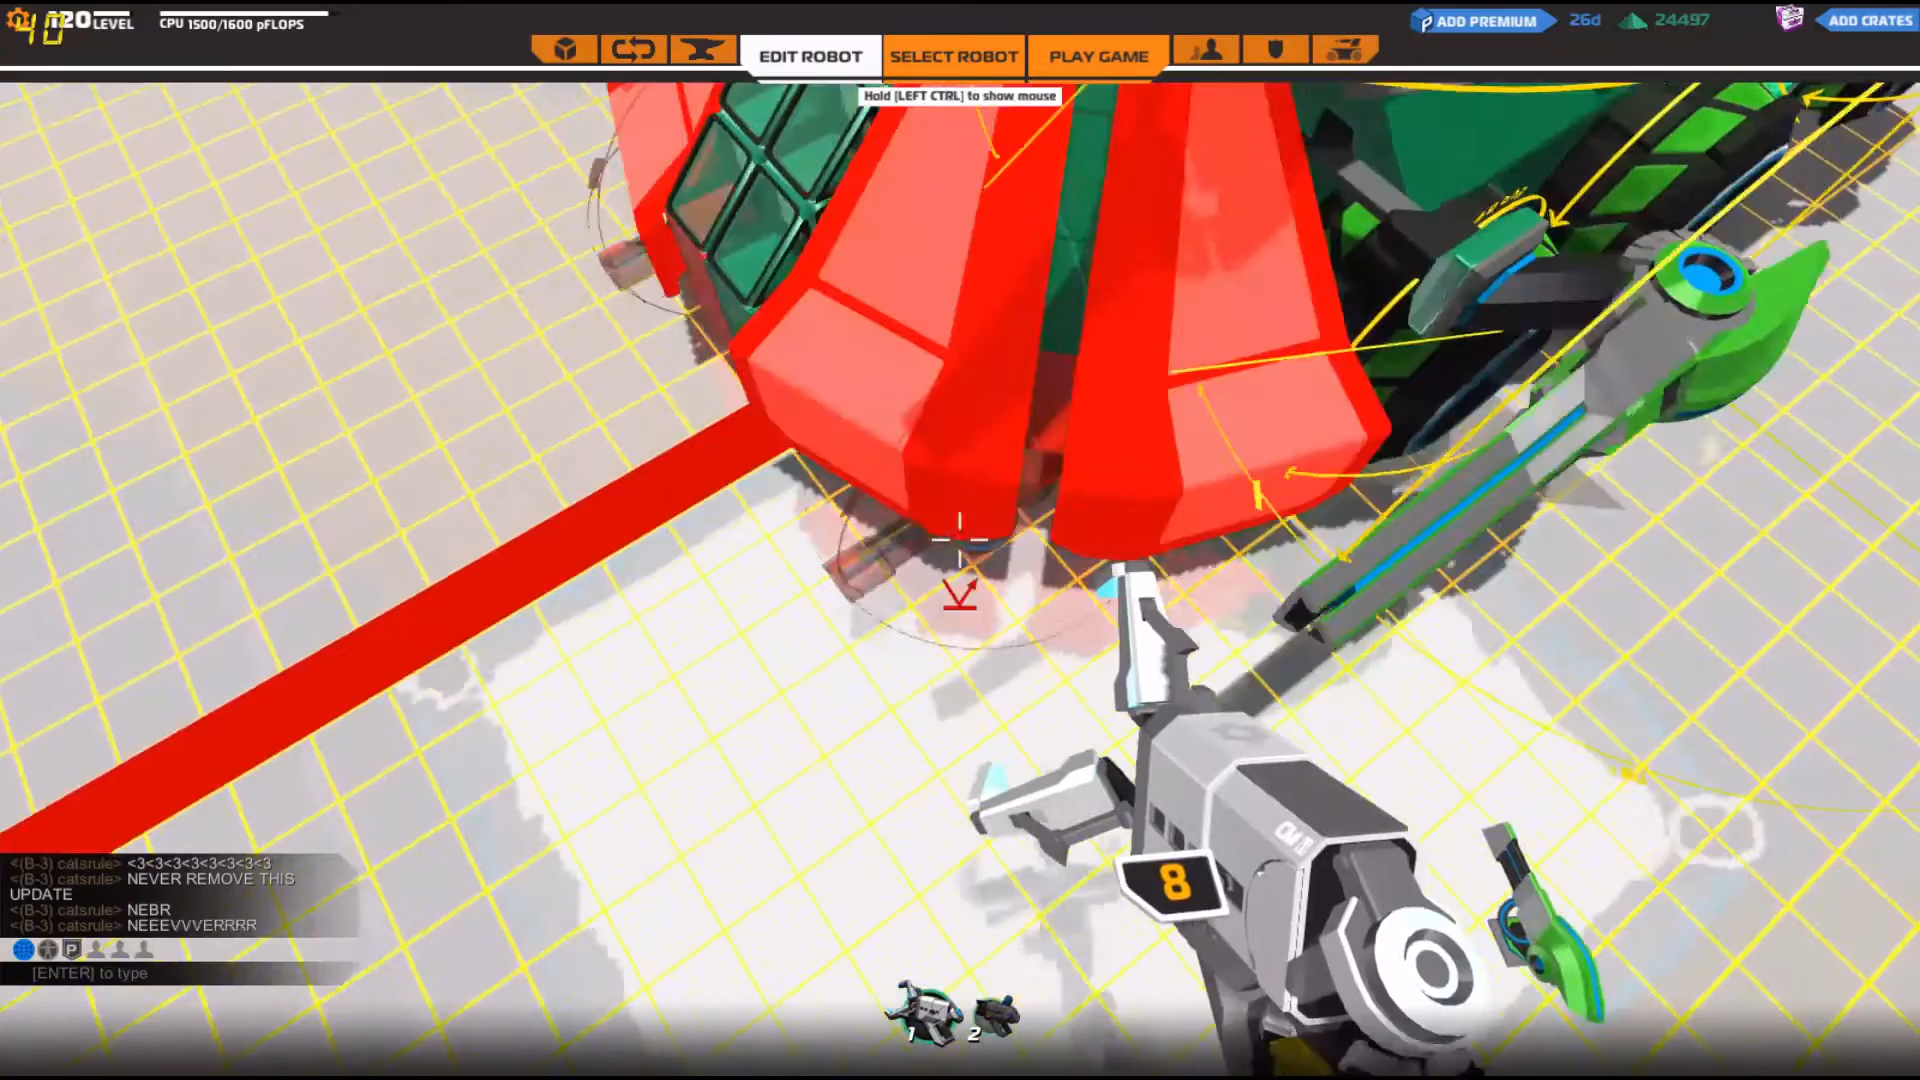 40
120 LEVEL
CPU 1500/1600 pFLOPS
P ADD PREMIUM
26d
24497
ADD CRATES
EDIT ROBOT
SELECT ROBOT
PLAY GAME
Hold [LEFT CTRL] to show mouse
8
<(B-3) catsrule> <3<3<3<3<3<3<3<3
<(B-3) catsrule> NEVER REMOVE THIS
UPDATE
<(B-3) catsrule> NEBR
<(B-3) catsrule> NEEEVVVERRRR
P
[ENTER] to type
1
2